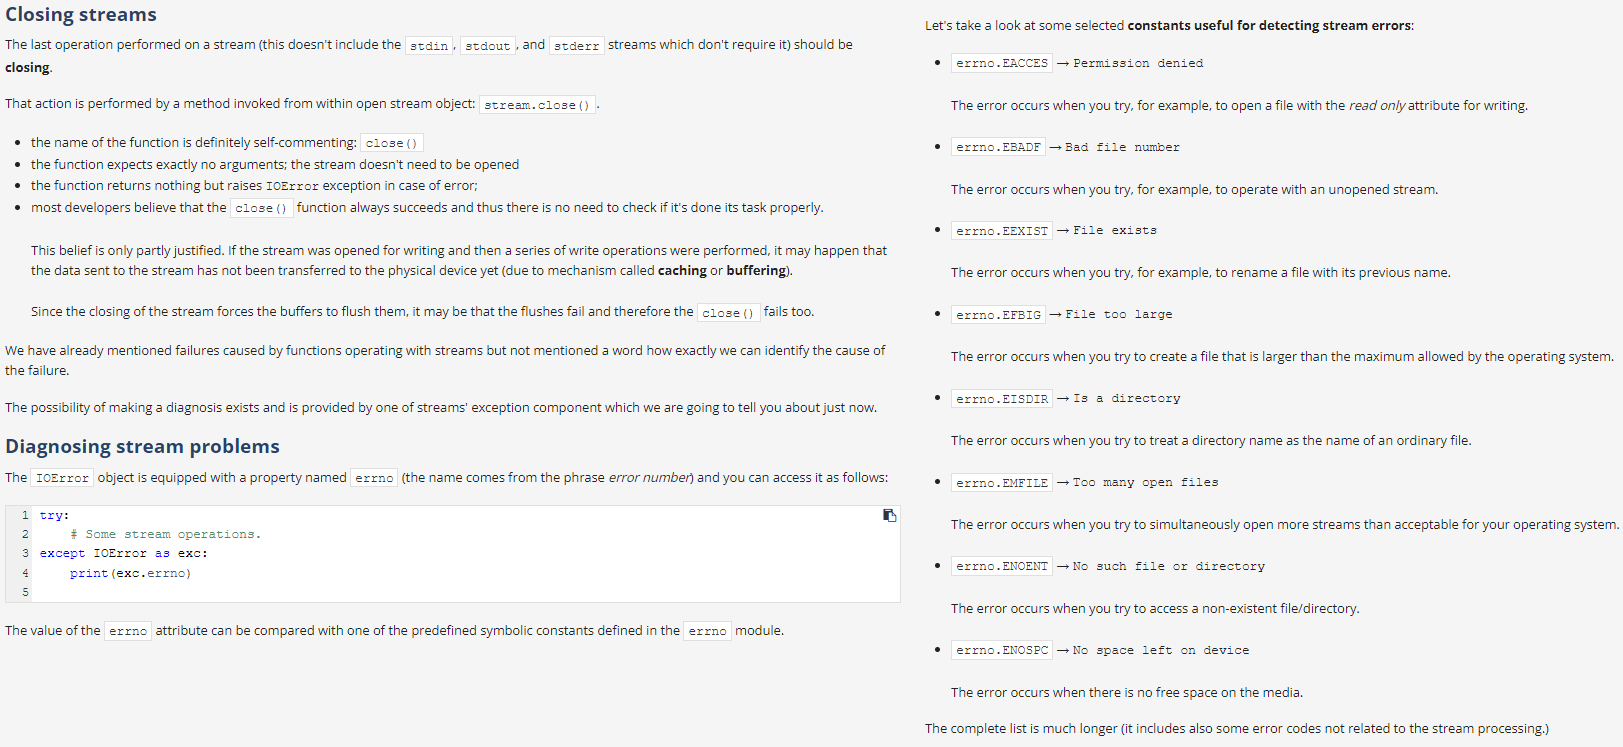 Closing streams
The last operation performed on a stream (this doesn't include the stdin, stdout, and stderr streams which don't require it) should be
closing.
That action is performed by a method invoked from within open stream object: stream.close().
• the name of the function is definitely self-commenting: close()
• the function expects exactly no arguments; the stream doesn't need to be opened
• the function returns nothing but raises IOError exception in case of error;
• most developers believe that the close() function always succeeds and thus there is no need to check if it's done its task properly.
This belief is only partly justified. If the stream was opened for writing and then a series of write operations were performed, it may happen that
the data sent to the stream has not been transferred to the physical device yet (due to mechanism called caching or buffering).
Since the closing of the stream forces the buffers to flush them, it may be that the flushes fail and therefore the close() fails too.
We have already mentioned failures caused by functions operating with streams but not mentioned a word how exactly we can identify the cause of
the failure.
The possibility of making a diagnosis exists and is provided by one of streams' exception component which we are going to tell you about just now.
Diagnosing stream problems
The IOError object is equipped with a property named errno (the name comes from the phrase error number) and you can access it as follows:
1 try:
2     # Some stream operations.
3 except IOError as exc:
4     print(exc.errno)
5
The value of the errno attribute can be compared with one of the predefined symbolic constants defined in the errno module.
Let's take a look at some selected constants useful for detecting stream errors:
• errno.EACCES → Permission denied
The error occurs when you try, for example, to open a file with the read only attribute for writing.
• errno.EBADF → Bad file number
The error occurs when you try, for example, to operate with an unopened stream.
• errno.EEXIST → File exists
The error occurs when you try, for example, to rename a file with its previous name.
• errno.EFBIG → File too large
The error occurs when you try to create a file that is larger than the maximum allowed by the operating system.
• errno.EISDIR → Is a directory
The error occurs when you try to treat a directory name as the name of an ordinary file.
• errno.EMFILE → Too many open files
The error occurs when you try to simultaneously open more streams than acceptable for your operating system.
• errno.ENOENT → No such file or directory
The error occurs when you try to access a non-existent file/directory.
• errno.ENOSPC → No space left on device
The error occurs when there is no free space on the media.
The complete list is much longer (it includes also some error codes not related to the stream processing.)